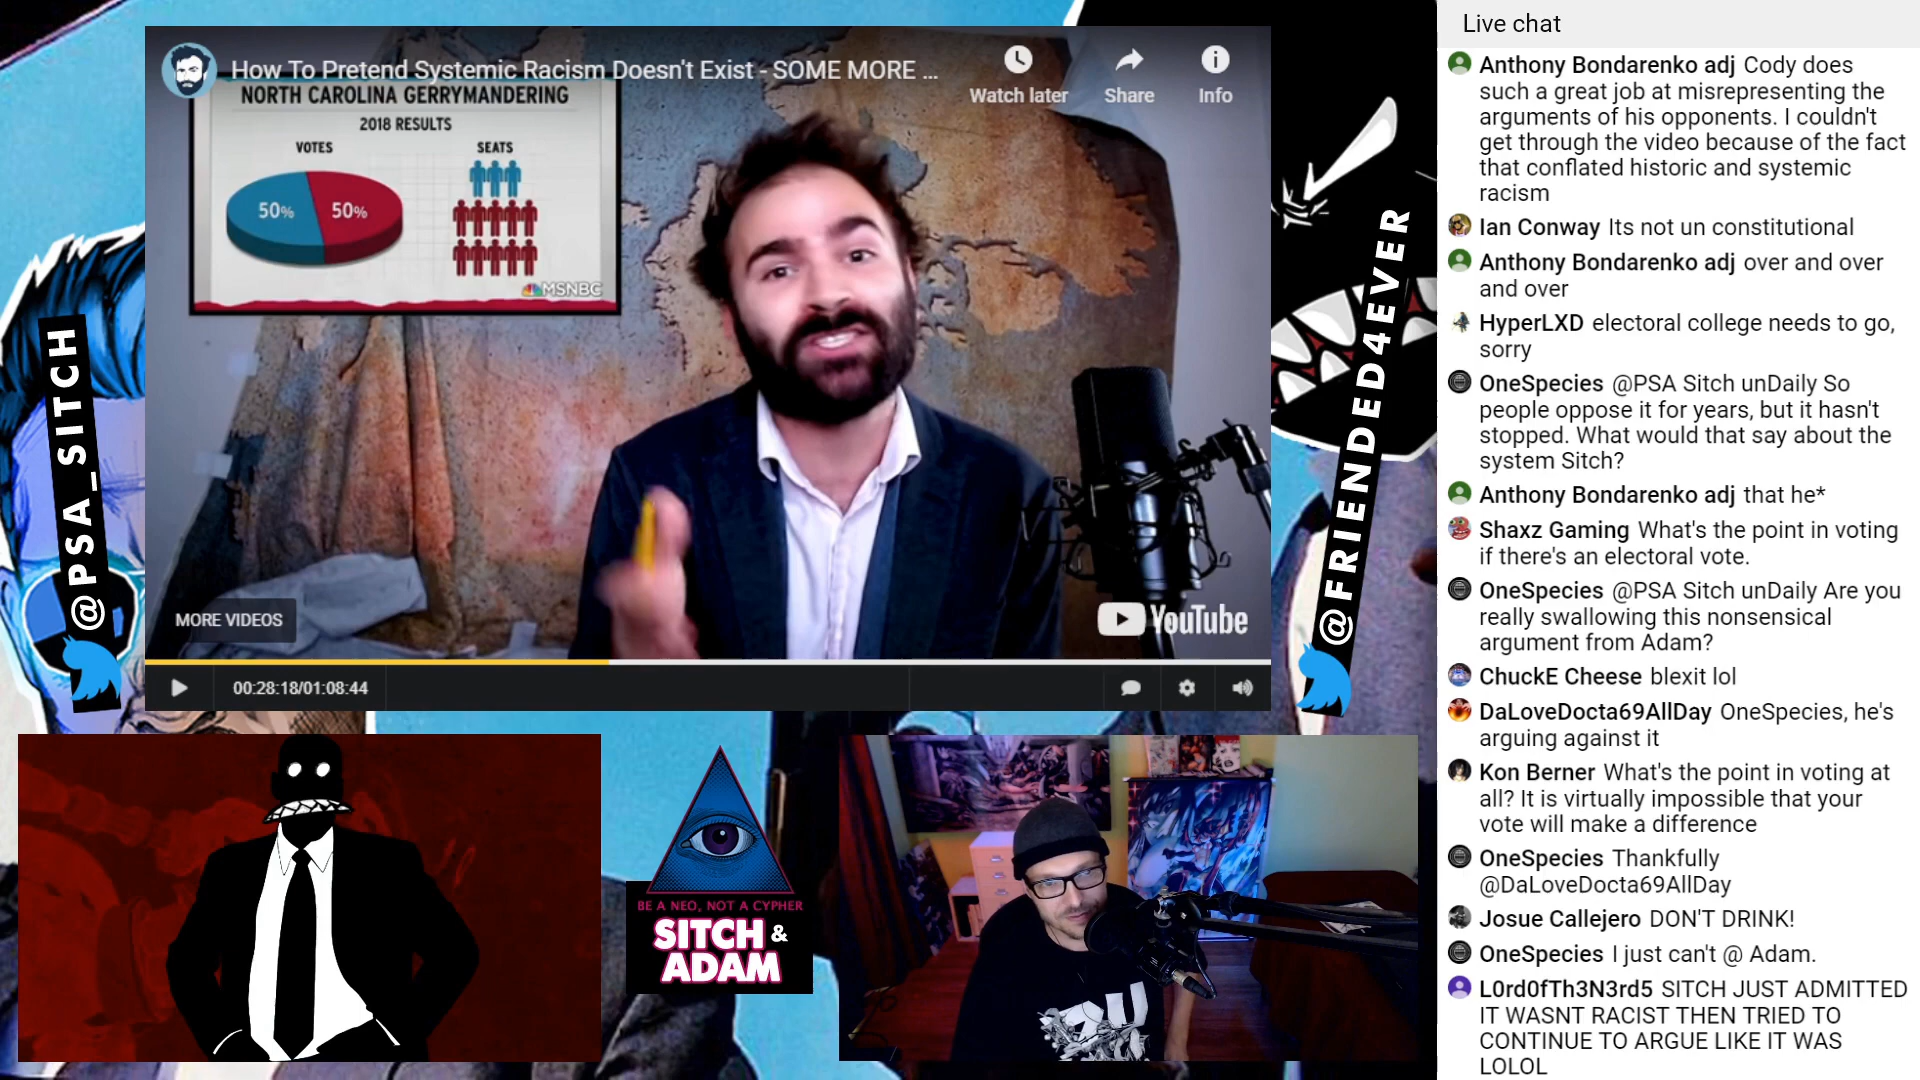 How To Pretend Systemic Racism Doesn't Exist - SOME MORE ...
Watch later
Share
Info
NORTH CAROLINA GERRYMANDERING
2018 RESULTS
VOTES
SEATS
50%
50%
MSNBC
MORE VIDEOS
YouTube
00:28:18/01:08:44
@PSA_SITCH
@FRIENDED4EVER
BE A NEO, NOT A CYPHER
SITCH &
ADAM
Live chat
Anthony Bondarenko adj Cody does
such a great job at misrepresenting the
arguments of his opponents. I couldn't
get through the video because of the fact
that conflated historic and systemic
racism
Ian Conway Its not un constitutional
Anthony Bondarenko adj over and over
and over
HyperLXD electoral college needs to go,
sorry
OneSpecies @PSA Sitch unDaily So
people oppose it for years, but it hasn't
stopped. What would that say about the
system Sitch?
Anthony Bondarenko adj that he*
Shaxz Gaming What's the point in voting
if there's an electoral vote.
OneSpecies @PSA Sitch unDaily Are you
really swallowing this nonsensical
argument from Adam?
ChuckE Cheese blexit lol
DaLoveDocta69AllDay OneSpecies, he's
arguing against it
Kon Berner What's the point in voting at
all? It is virtually impossible that your
vote will make a difference
OneSpecies Thankfully
@DaLoveDocta69AllDay
Josue Callejero DON'T DRINK!
OneSpecies I just can't @ Adam.
L0rd0fTh3N3rd5 SITCH JUST ADMITTED
IT WASNT RACIST THEN TRIED TO
CONTINUE TO ARGUE LIKE IT WAS
LOLOL